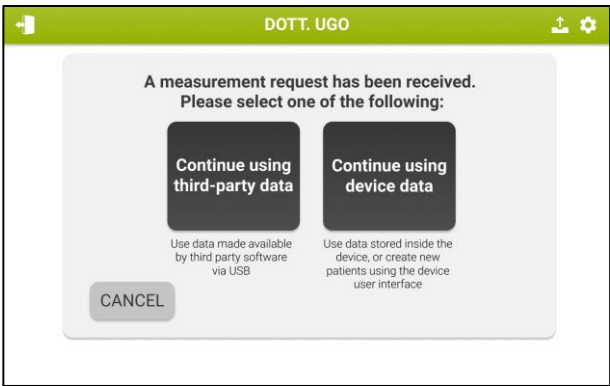 DOTT. UGO
A measurement request has been received.
Please select one of the following:
Continue using
third-party data
Continue using
device data
Use data made available
by third party software
via USB
Use data stored inside the
device, or create new
patients using the device
user interface
CANCEL